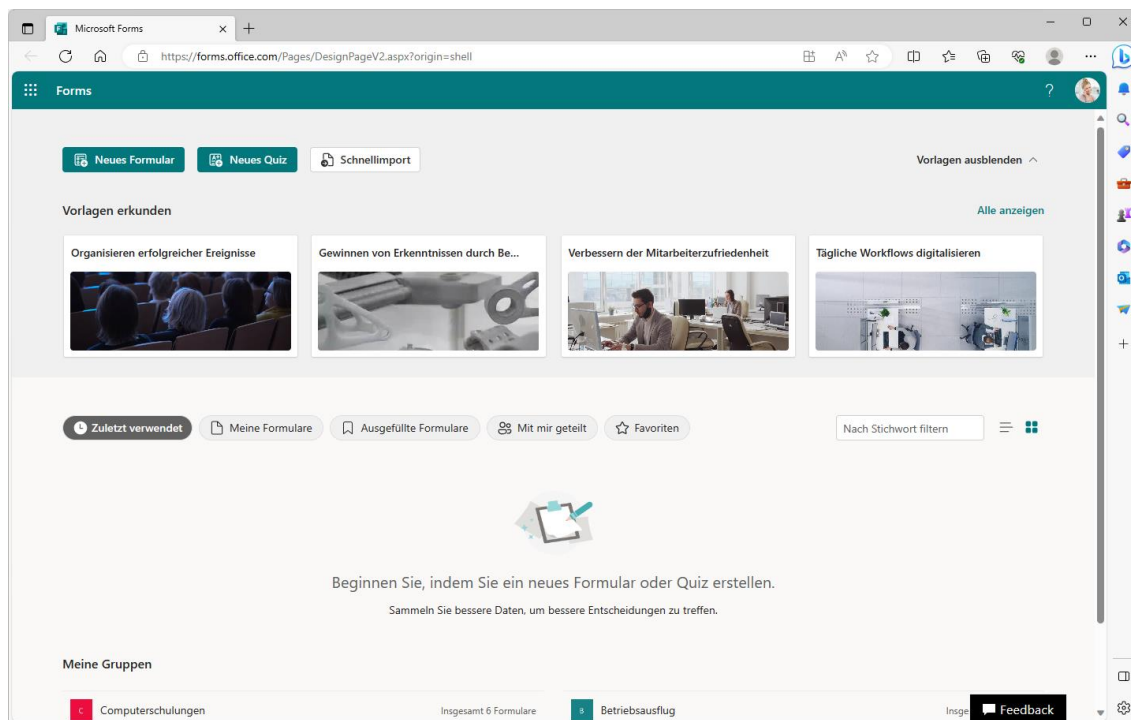 Microsoft Forms
https://forms.office.com/Pages/DesignPageV2.aspx?origin=shell
Forms
Neues Formular
Neues Quiz
Schnellimport
Vorlagen ausblenden
Vorlagen erkunden
Alle anzeigen
Organisieren erfolgreicher Ereignisse
Gewinnen von Erkenntnissen durch Be...
Verbessern der Mitarbeiterzufriedenheit
Tägliche Workflows digitalisieren
Zuletzt verwendet
Meine Formulare
Ausgefüllte Formulare
Mit mir geteilt
Favoriten
Nach Stichwort filtern
Beginnen Sie, indem Sie ein neues Formular oder Quiz erstellen.
Sammeln Sie bessere Daten, um bessere Entscheidungen zu treffen.
Meine Gruppen
C Computerschulungen
Insgesamt 6 Formulare
B Betriebsausflug
Insge
Feedback